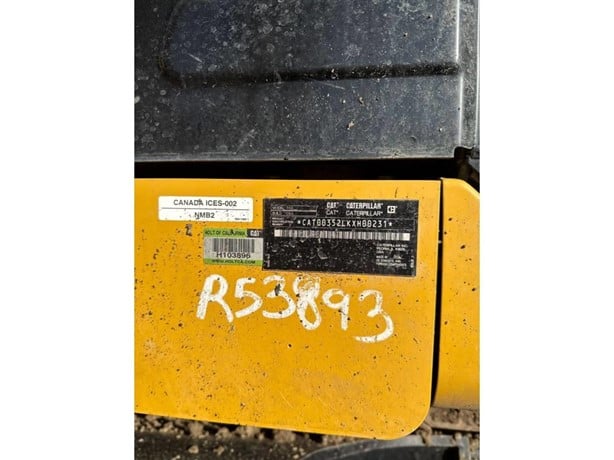 CANADA ICES-002
NMB2
CAT CATERPILLAR
CAT® CATERPILLAR®
*CAT00352LKXH00231*
HOLT OF CALIFORNIA CAT
H103896
WWW.HOLTCA.COM
R53893